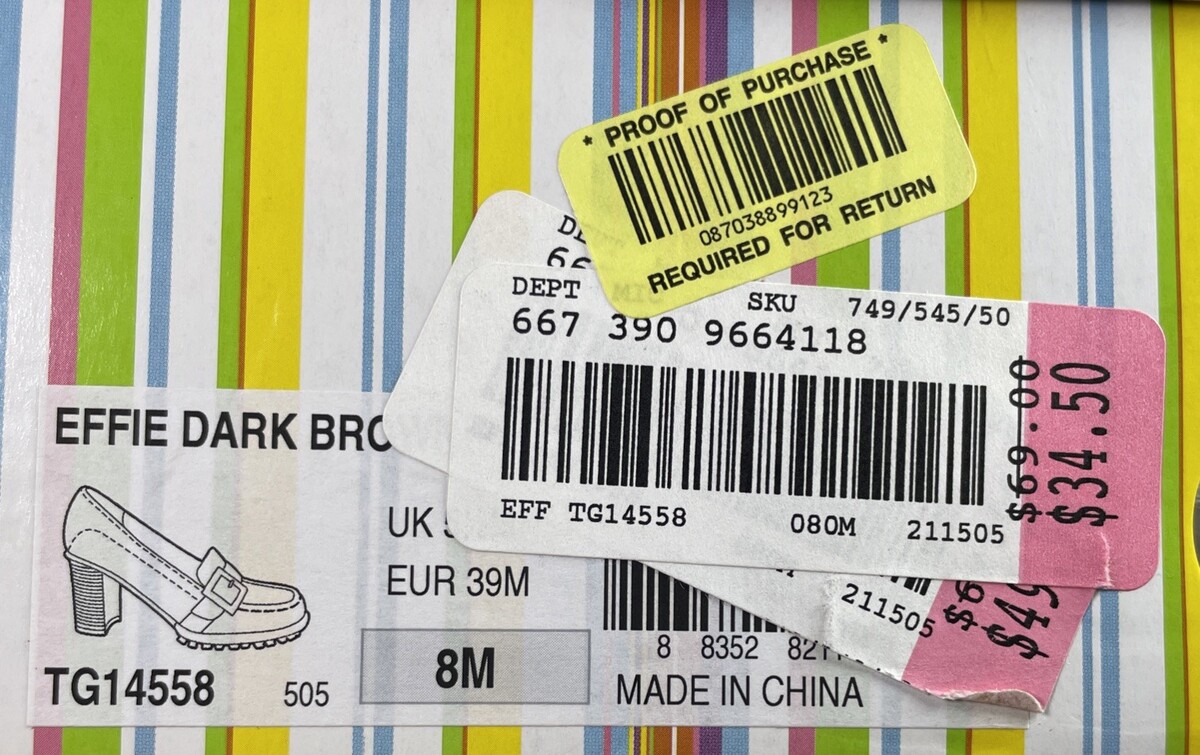 * PROOF OF PURCHASE *
087038899123
REQUIRED FOR RETURN
66
DEPT SKU 749/545/50
667 390 9664118
EFF TG14558 080M 211505
$69.00
$34.50
211505
EFFIE DARK
UK
EUR 39M
8M
TG14558 505
8 8352
MADE IN CHINA